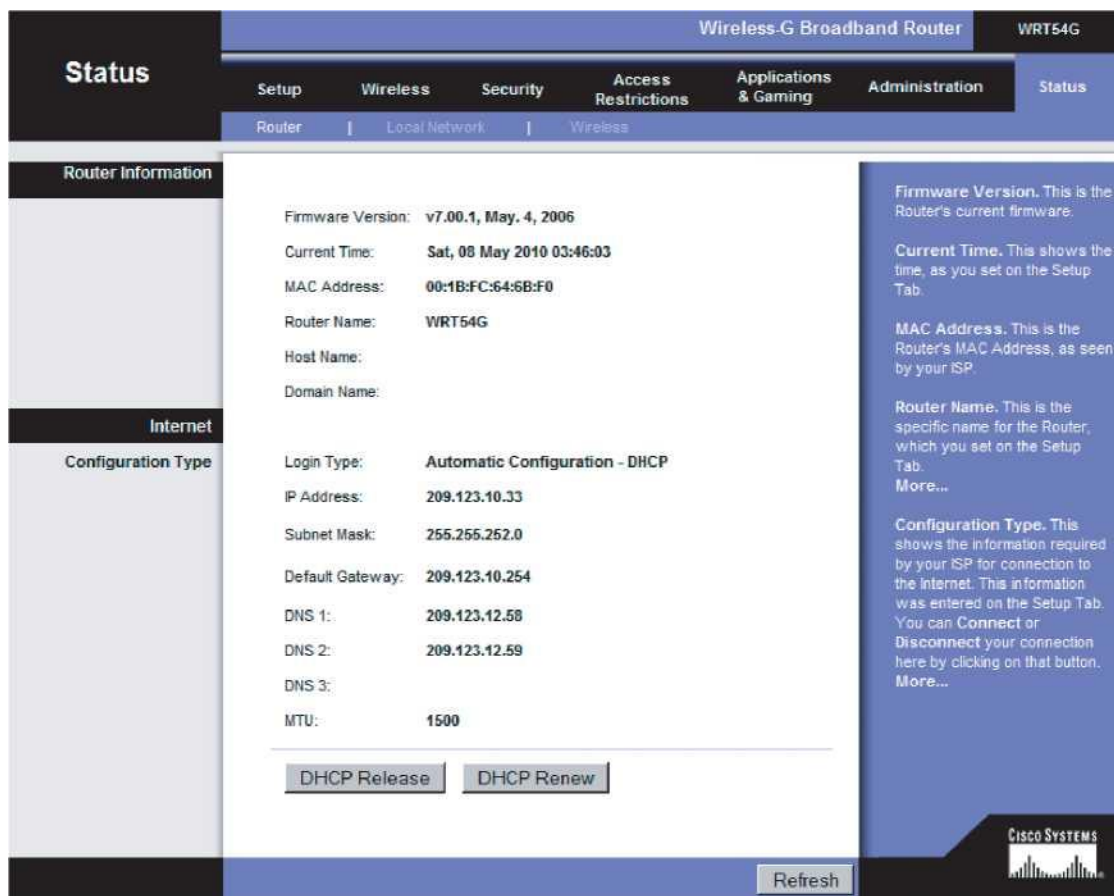 Wireless-G Broadband Router
WRT54G
Status
Setup
Wireless
Security
Access
Restrictions
Applications
& Gaming
Administration
Status
Router | Local Network | Wireless
Router Information
Firmware Version: v7.00.1, May. 4, 2006
Current Time: Sat, 08 May 2010 03:46:03
MAC Address: 00:1B:FC:64:6B:F0
Router Name: WRT54G
Host Name:
Domain Name:
Internet
Configuration Type
Login Type: Automatic Configuration - DHCP
IP Address: 209.123.10.33
Subnet Mask: 255.255.252.0
Default Gateway: 209.123.10.254
DNS 1: 209.123.12.58
DNS 2: 209.123.12.59
DNS 3:
MTU: 1500
DHCP Release
DHCP Renew
Firmware Version. This is the
Router's current firmware.
Current Time. This shows the
time, as you set on the Setup
Tab.
MAC Address. This is the
Router's MAC Address, as seen
by your ISP.
Router Name. This is the
specific name for the Router,
which you set on the Setup
Tab.
More...
Configuration Type. This
shows the information required
by your ISP for connection to
the Internet. This information
was entered on the Setup Tab.
You can Connect or
Disconnect your connection
here by clicking on that button.
More...
Refresh
CISCO SYSTEMS